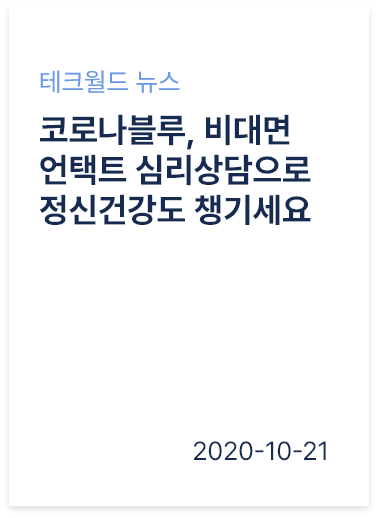 테크월드 뉴스
코로나블루, 비대면
언택트 심리상담으로
정신건강도 챙기세요
2020-10-21